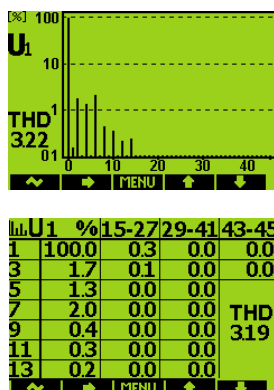 [%] 100
U1
10
THD 1
3.22
0.1
0 10 20 30 40
MENU
U1 % 15-27 29-41 43-45
1 100.0 0.3 0.0 0.0
3 1.7 0.1 0.0 0.0
5 1.3 0.0 0.0
7 2.0 0.0 0.0 THD
9 0.4 0.0 0.0 3.19
11 0.3 0.0 0.0
13 0.2 0.0 0.0
MENU